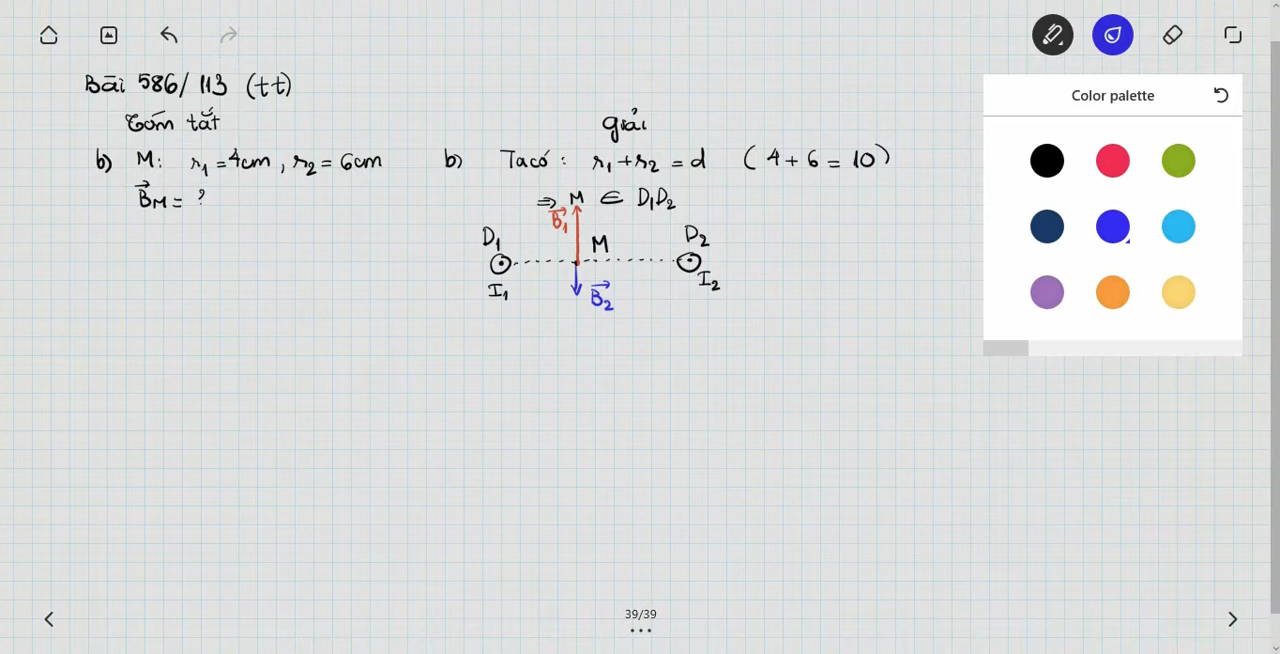 Color palette
Bài 586/113 (tt)
Tóm tắt
giải
b) M: r₁ = 4cm, r₂ = 6cm
B⃗M = ?
b) Ta có : r₁ + r₂ = d (4 + 6 = 10)
⇒ M ∈ D₁D₂
B⃗₁
D₁ M D₂
I₁ B⃗₂ I₂
39/39